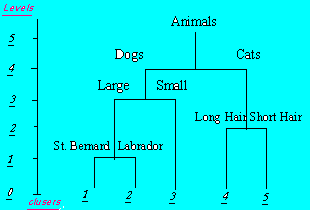 Levels
Animals
5
Dogs Cats
4
Large Small
3
Long Hair Short Hair
2
St. Bernard Labrador
1
0
1 2 3 4 5
clusers